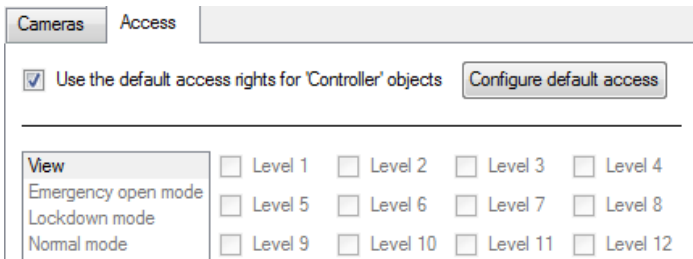 Cameras Access
Use the default access rights for 'Controller' objects Configure default access
View Level 1 Level 2 Level 3 Level 4
Emergency open mode
Level 5 Level 6 Level 7 Level 8
Lockdown mode
Normal mode Level 9 Level 10 Level 11 Level 12